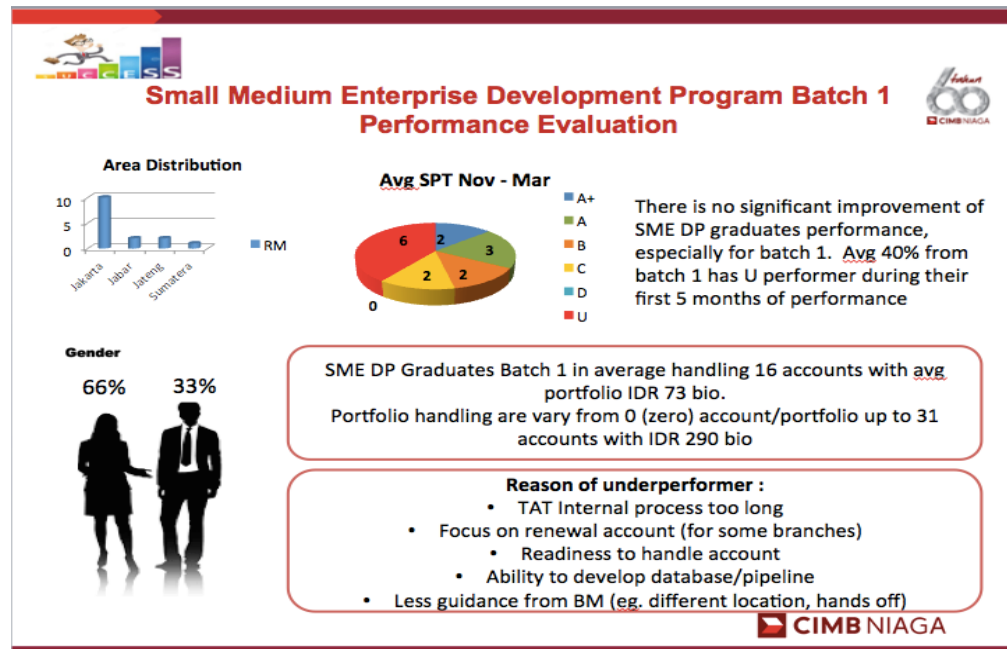 SUCCESS
Small Medium Enterprise Development Program Batch 1
Performance Evaluation
60
CIMB NIAGA
Area Distribution
10
5
0
Jakarta
Jabar
Jateng
Sumatera
RM
Avg SPT Nov - Mar
6
2
3
2
2
0
A+
A
B
C
D
U
There is no significant improvement of
SME DP graduates performance,
especially for batch 1. Avg 40% from
batch 1 has U performer during their
first 5 months of performance
Gender
66%
33%
SME DP Graduates Batch 1 in average handling 16 accounts with avg
portfolio IDR 73 bio.
Portfolio handling are vary from 0 (zero) account/portfolio up to 31
accounts with IDR 290 bio
Reason of underperformer :
• TAT Internal process too long
• Focus on renewal account (for some branches)
• Readiness to handle account
• Ability to develop database/pipeline
• Less guidance from BM (eg. different location, hands off)
CIMB NIAGA